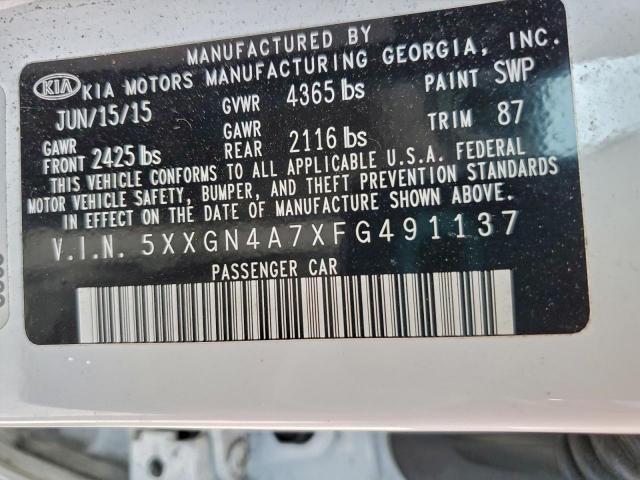 MANUFACTURED BY
KIA KIA MOTORS MANUFACTURING GEORGIA, INC.
JUN/15/15 GVWR 4365 lbs PAINT SWP
GAWR FRONT 2425 lbs GAWR REAR 2116 lbs TRIM 87
THIS VEHICLE CONFORMS TO ALL APPLICABLE U.S.A. FEDERAL
MOTOR VEHICLE SAFETY, BUMPER, AND THEFT PREVENTION STANDARDS
IN EFFECT ON THE DATE OF MANUFACTURE SHOWN ABOVE.
V.I.N. 5XXGN4A7XFG491137
PASSENGER CAR